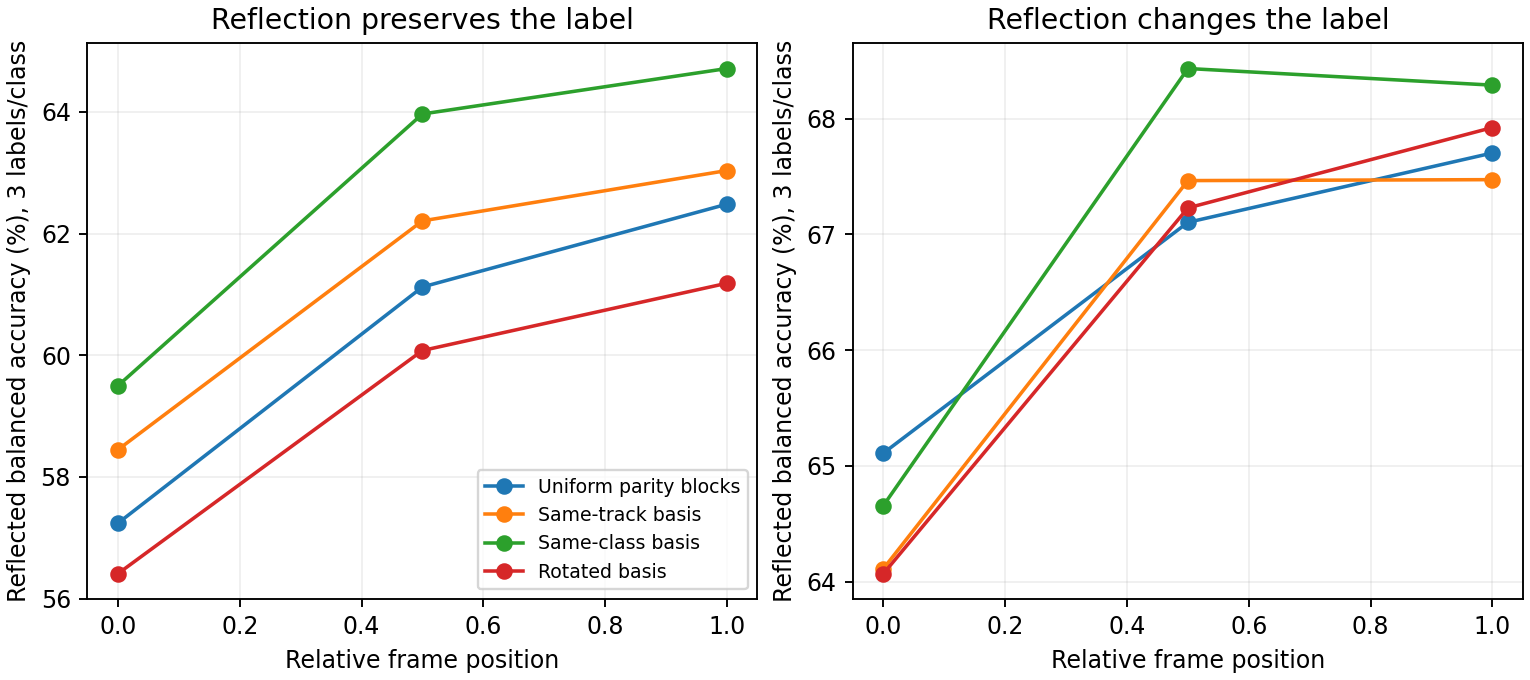 Reflection preserves the label
Reflected balanced accuracy (%), 3 labels/class
64
62
60
58
56
0.0 0.2 0.4 0.6 0.8 1.0
Relative frame position
Uniform parity blocks
Same-track basis
Same-class basis
Rotated basis
Reflection changes the label
Reflected balanced accuracy (%), 3 labels/class
68
67
66
65
64
0.0 0.2 0.4 0.6 0.8 1.0
Relative frame position